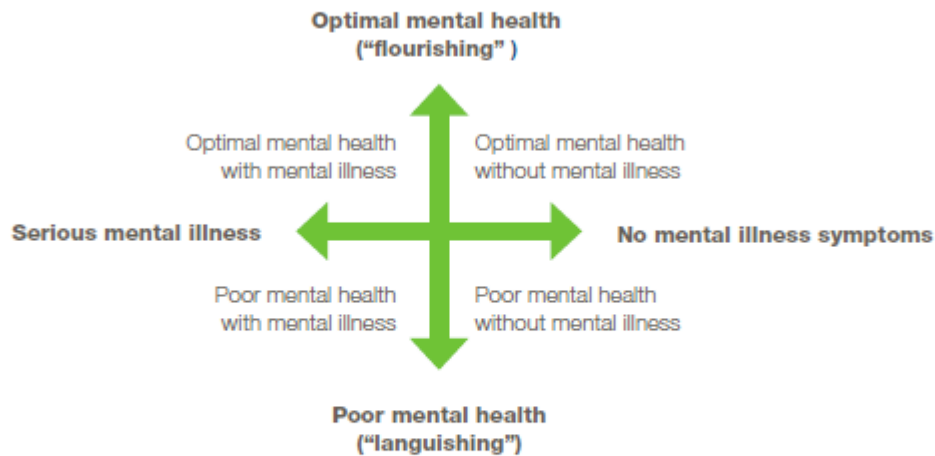 Optimal mental health
(“flourishing” )
Optimal mental health
with mental illness
Optimal mental health
without mental illness
Serious mental illness
No mental illness symptoms
Poor mental health
with mental illness
Poor mental health
without mental illness
Poor mental health
(“languishing”)